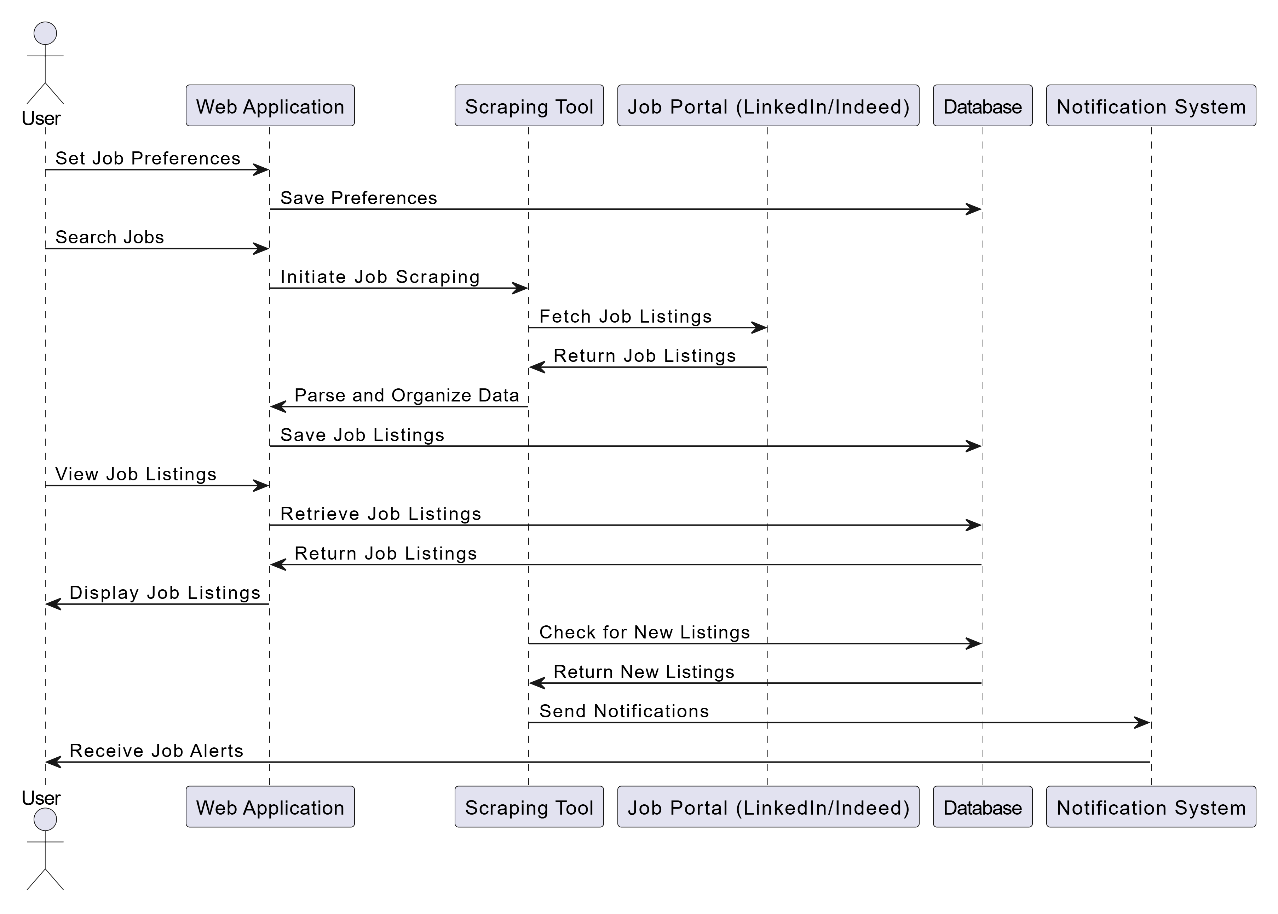 User
Web Application
Scraping Tool
Job Portal (LinkedIn/Indeed)
Database
Notification System
Set Job Preferences
Save Preferences
Search Jobs
Initiate Job Scraping
Fetch Job Listings
Return Job Listings
Parse and Organize Data
Save Job Listings
View Job Listings
Retrieve Job Listings
Return Job Listings
Display Job Listings
Check for New Listings
Return New Listings
Send Notifications
Receive Job Alerts
User
Web Application
Scraping Tool
Job Portal (LinkedIn/Indeed)
Database
Notification System